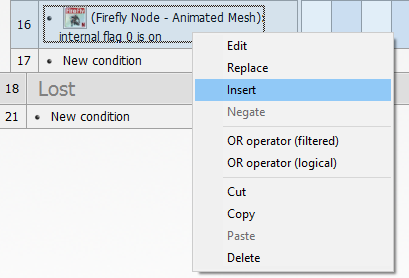 16 (Firefly Node - Animated Mesh):
internal flag 0 is on
17 • New condition
18 Lost
21 • New condition
Edit
Replace
Insert
Negate
OR operator (filtered)
OR operator (logical)
Cut
Copy
Paste
Delete